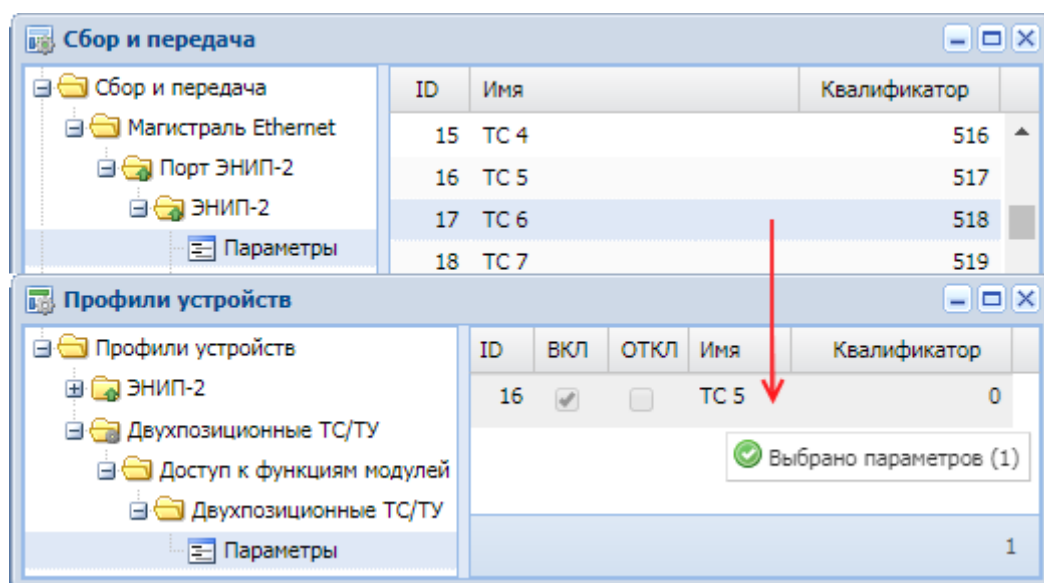 Сбор и передача
Сбор и передача
Магистраль Ethernet
Порт ЭНИП-2
ЭНИП-2
Параметры
ID Имя Квалификатор
15 ТС 4 516
16 ТС 5 517
17 ТС 6 518
18 ТС 7 519
Профили устройств
Профили устройств
ЭНИП-2
Двухпозиционные ТС/ТУ
Доступ к функциям модулей
Двухпозиционные ТС/ТУ
Параметры
ID ВКЛ ОТКЛ Имя Квалификатор
16 ТС 5 0
Выбрано параметров (1)
1